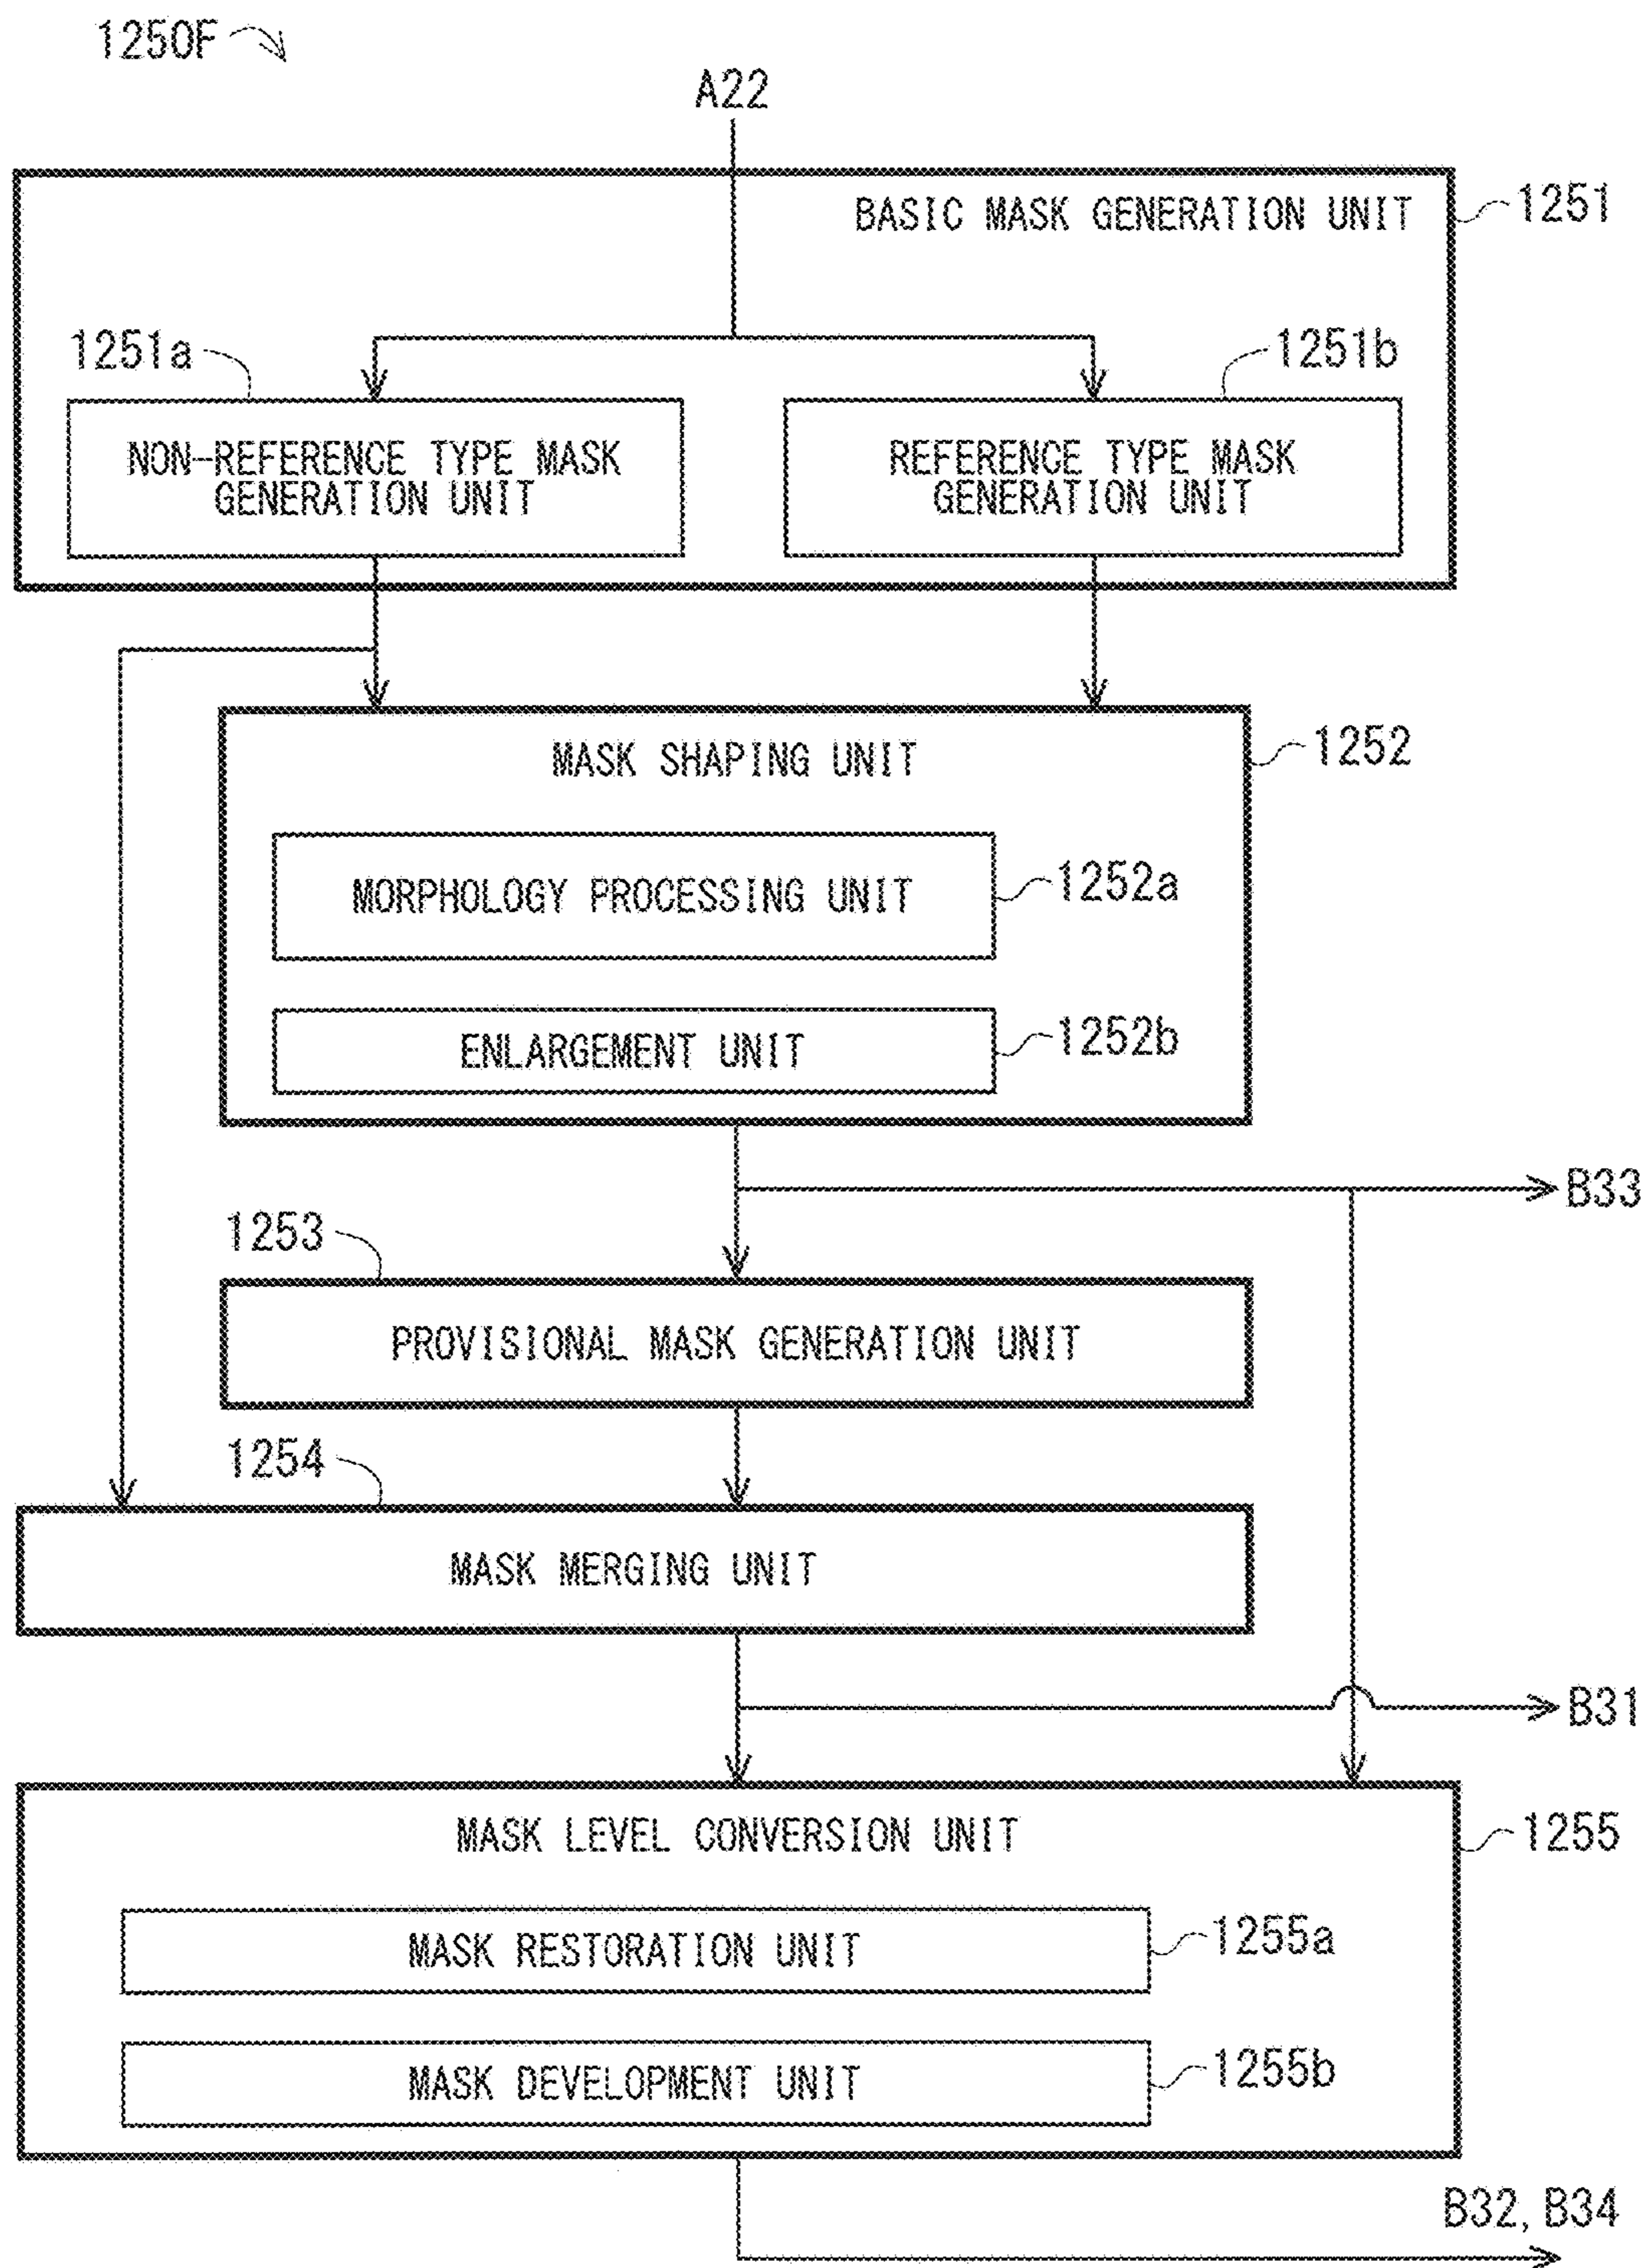 1250F
A22
BASIC MASK GENERATION UNIT
1251
1251a
1251b
NON-REFERENCE TYPE MASK
GENERATION UNIT
REFERENCE TYPE MASK
GENERATION UNIT
MASK SHAPING UNIT
1252
MORPHOLOGY PROCESSING UNIT
1252a
ENLARGEMENT UNIT
1252b
B33
1253
PROVISIONAL MASK GENERATION UNIT
1254
MASK MERGING UNIT
B31
MASK LEVEL CONVERSION UNIT
1255
MASK RESTORATION UNIT
1255a
MASK DEVELOPMENT UNIT
1255b
B32, B34